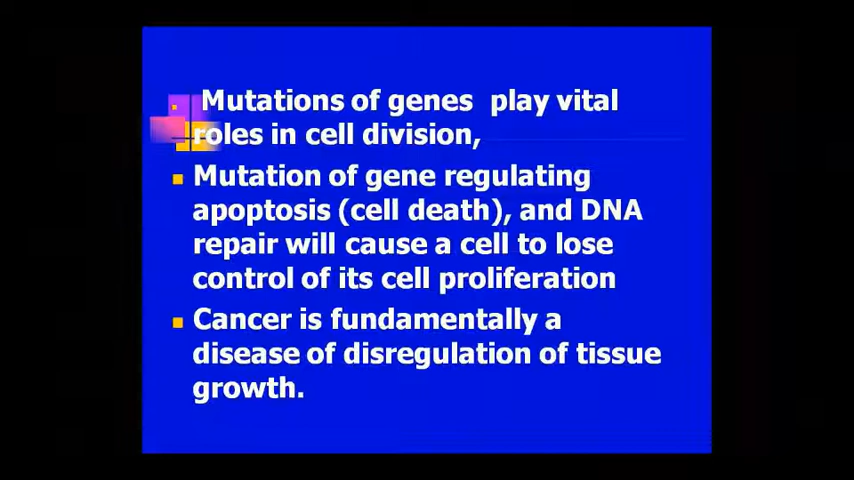 Mutations of genes play vital
roles in cell division,
Mutation of gene regulating
apoptosis (cell death), and DNA
repair will cause a cell to lose
control of its cell proliferation
Cancer is fundamentally a
disease of disregulation of tissue
growth.